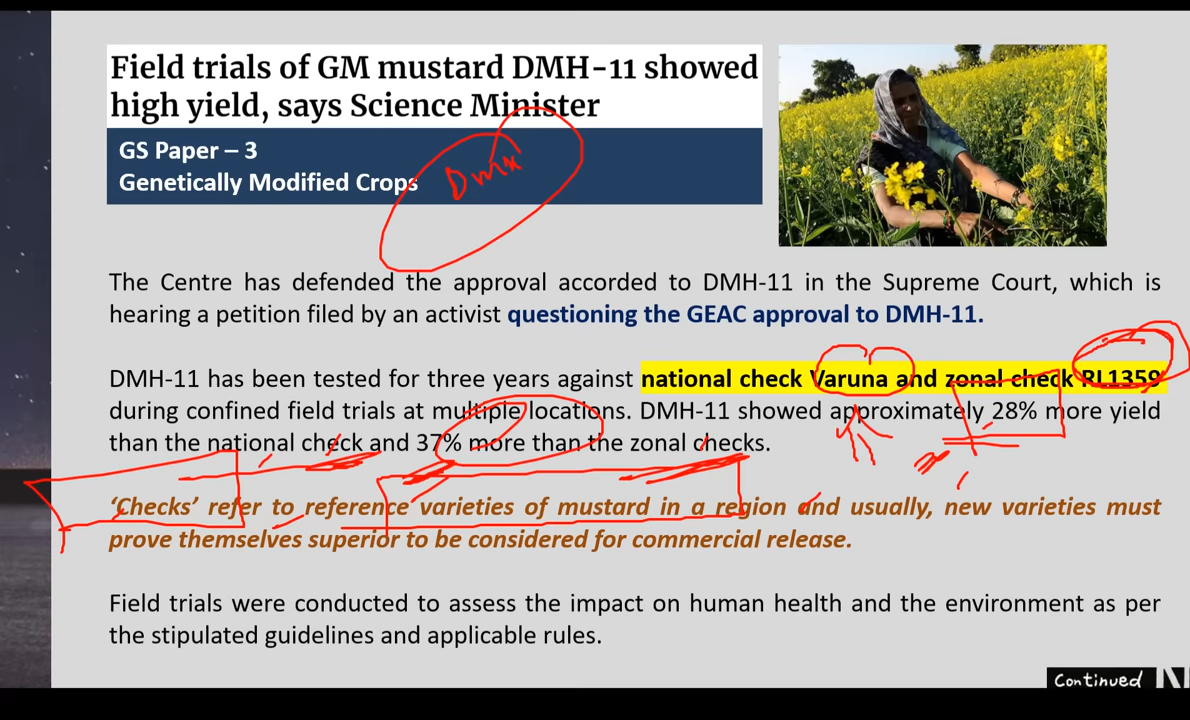 Field trials of GM mustard DMH-11 showed
high yield, says Science Minister
GS Paper – 3
Genetically Modified Crops
DMH
The Centre has defended the approval accorded to DMH-11 in the Supreme Court, which is
hearing a petition filed by an activist questioning the GEAC approval to DMH-11.
DMH-11 has been tested for three years against national check Varuna and zonal check RL1359
during confined field trials at multiple locations. DMH-11 showed approximately 28% more yield
than the national check and 37% more than the zonal checks.
‘Checks’ refer to reference varieties of mustard in a region and usually, new varieties must
prove themselves superior to be considered for commercial release.
Field trials were conducted to assess the impact on human health and the environment as per
the stipulated guidelines and applicable rules.
Continued